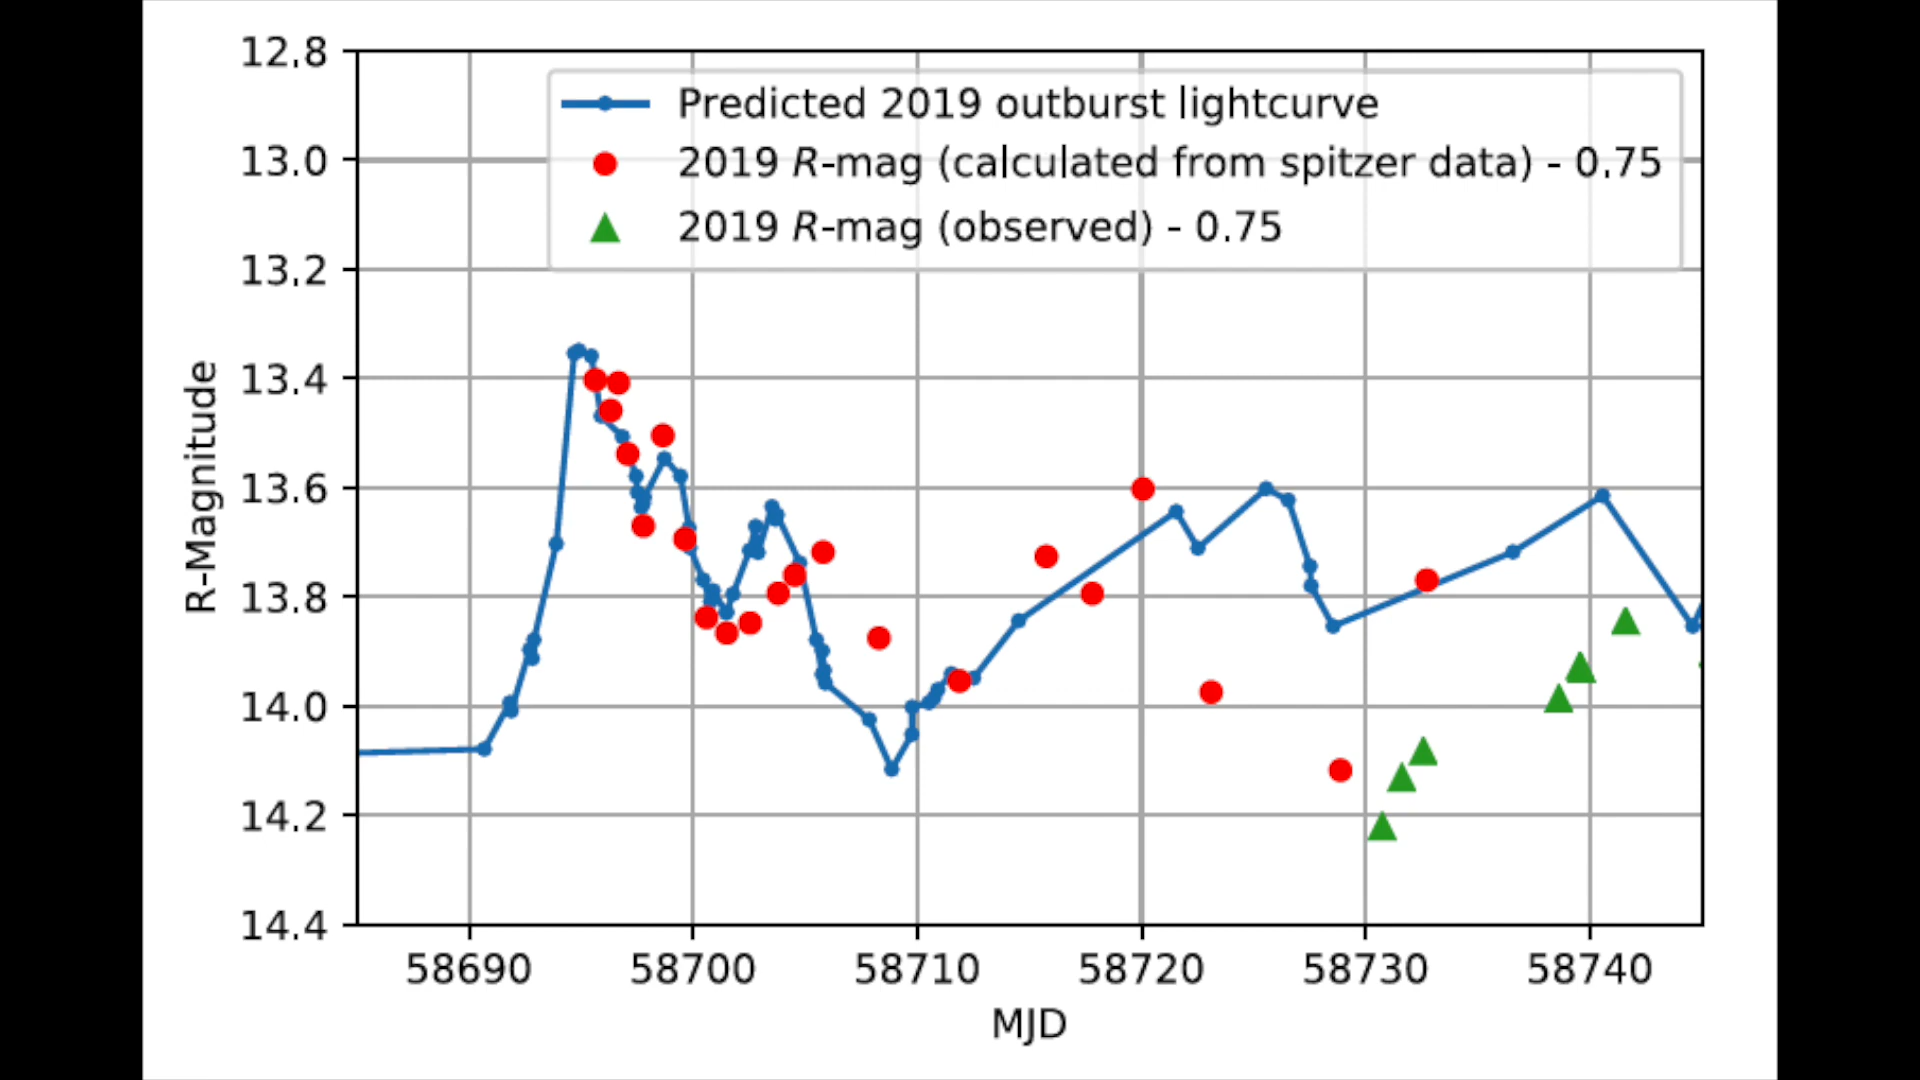 12.8
13.0
13.2
13.4
13.6
13.8
14.0
14.2
14.4
R-Magnitude
Predicted 2019 outburst lightcurve
2019 R-mag (calculated from spitzer data) - 0.75
2019 R-mag (observed) - 0.75
58690 58700 58710 58720 58730 58740
MJD